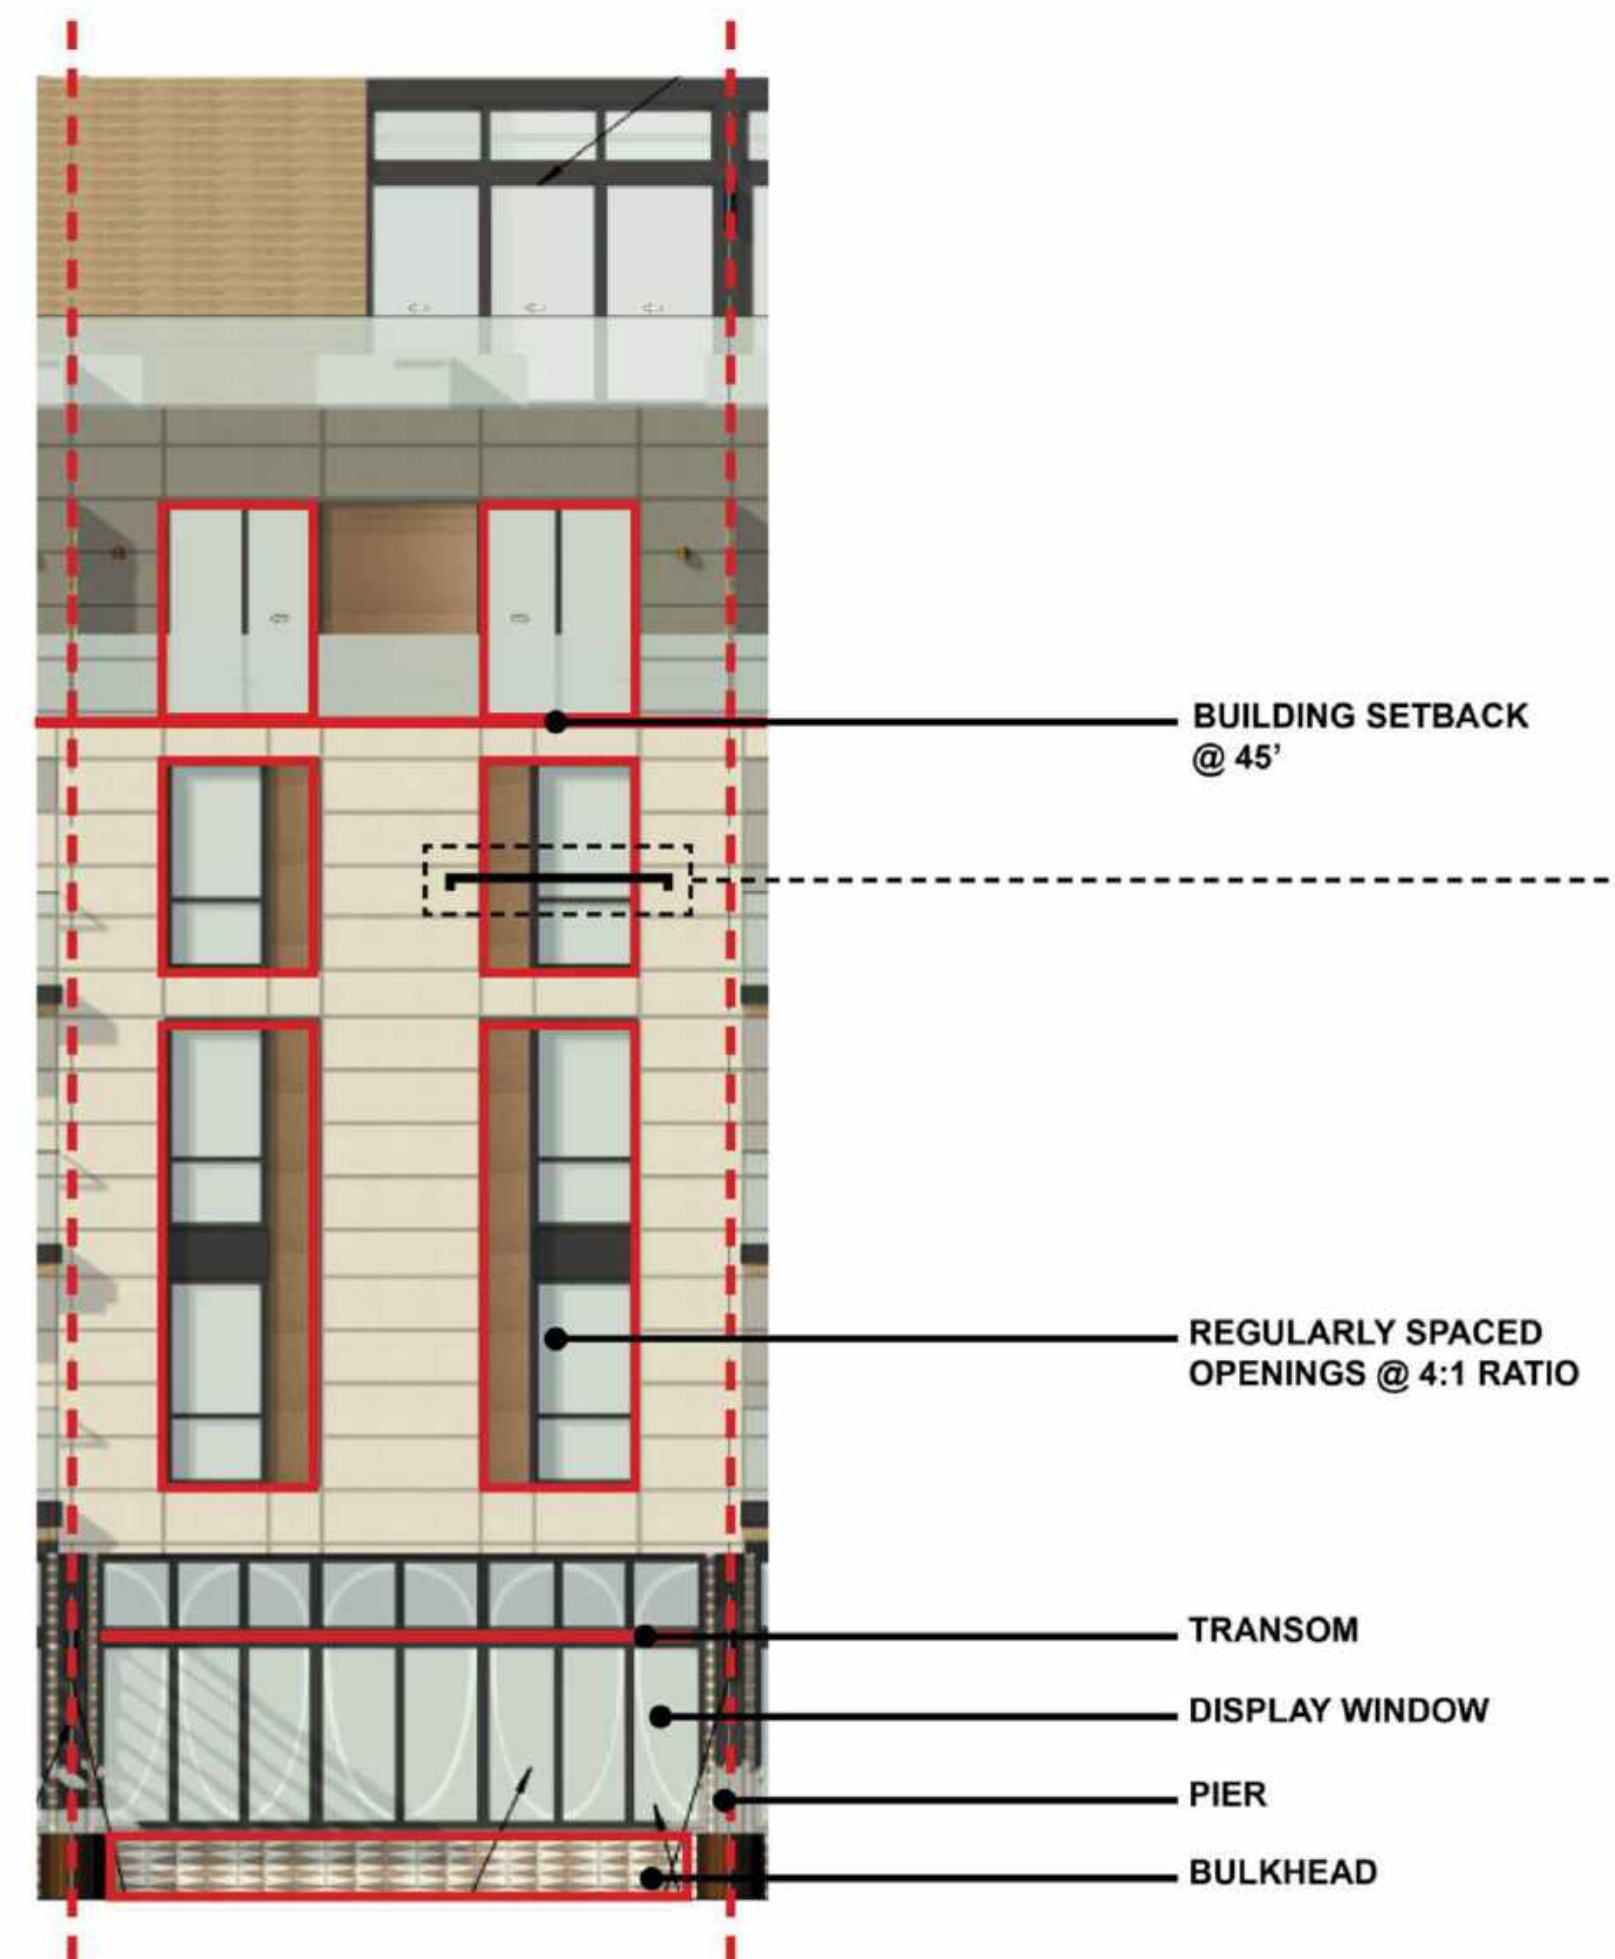 BUILDING SETBACK
@ 45’
REGULARLY SPACED
OPENINGS @ 4:1 RATIO
TRANSOM
DISPLAY WINDOW
PIER
BULKHEAD